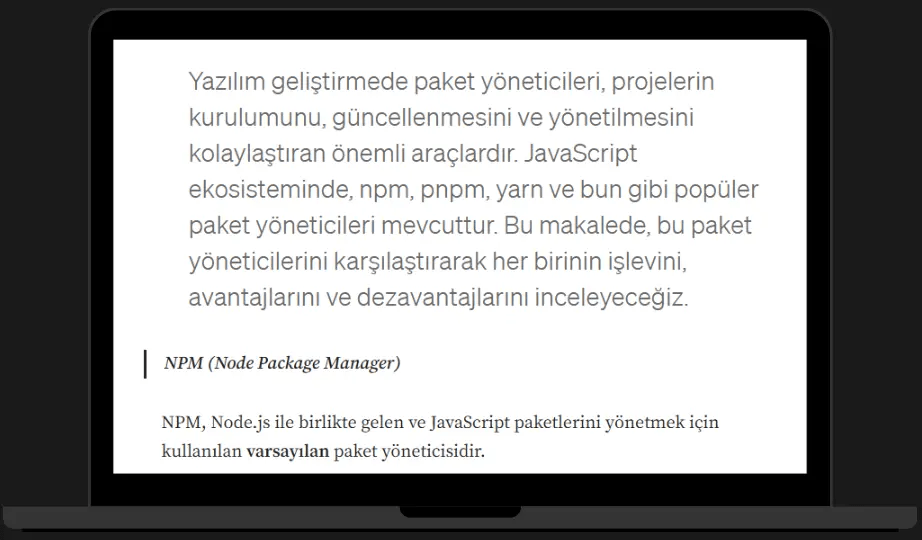 Yazılım geliştirmede paket yöneticileri, projelerin
kurulumunu, güncellenmesini ve yönetilmesini
kolaylaştıran önemli araçlardır. JavaScript
ekosisteminde, npm, pnpm, yarn ve bun gibi popüler
paket yöneticileri mevcuttur. Bu makalede, bu paket
yöneticilerini karşılaştırarak her birinin işlevini,
avantajlarını ve dezavantajlarını inceleyeceğiz.
NPM (Node Package Manager)
NPM, Node.js ile birlikte gelen ve JavaScript paketlerini yönetmek için
kullanılan varsayılan paket yöneticisidir.